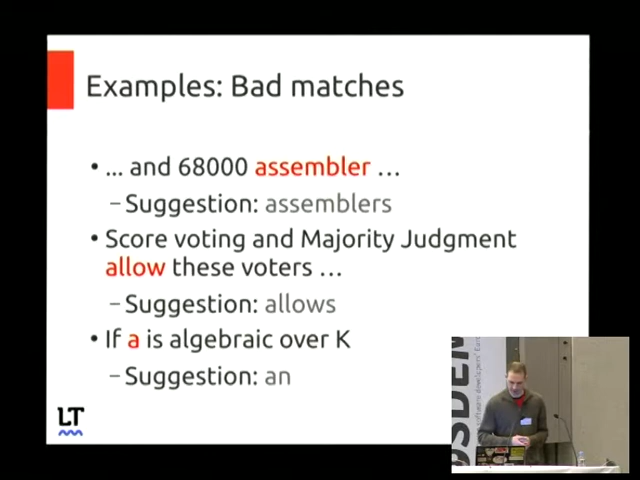 Examples: Bad matches
• ... and 68000 assembler ...
– Suggestion: assemblers
• Score voting and Majority Judgment
allow these voters ...
– Suggestion: allows
• If a is algebraic over K
– Suggestion: an
LT
OSDEM